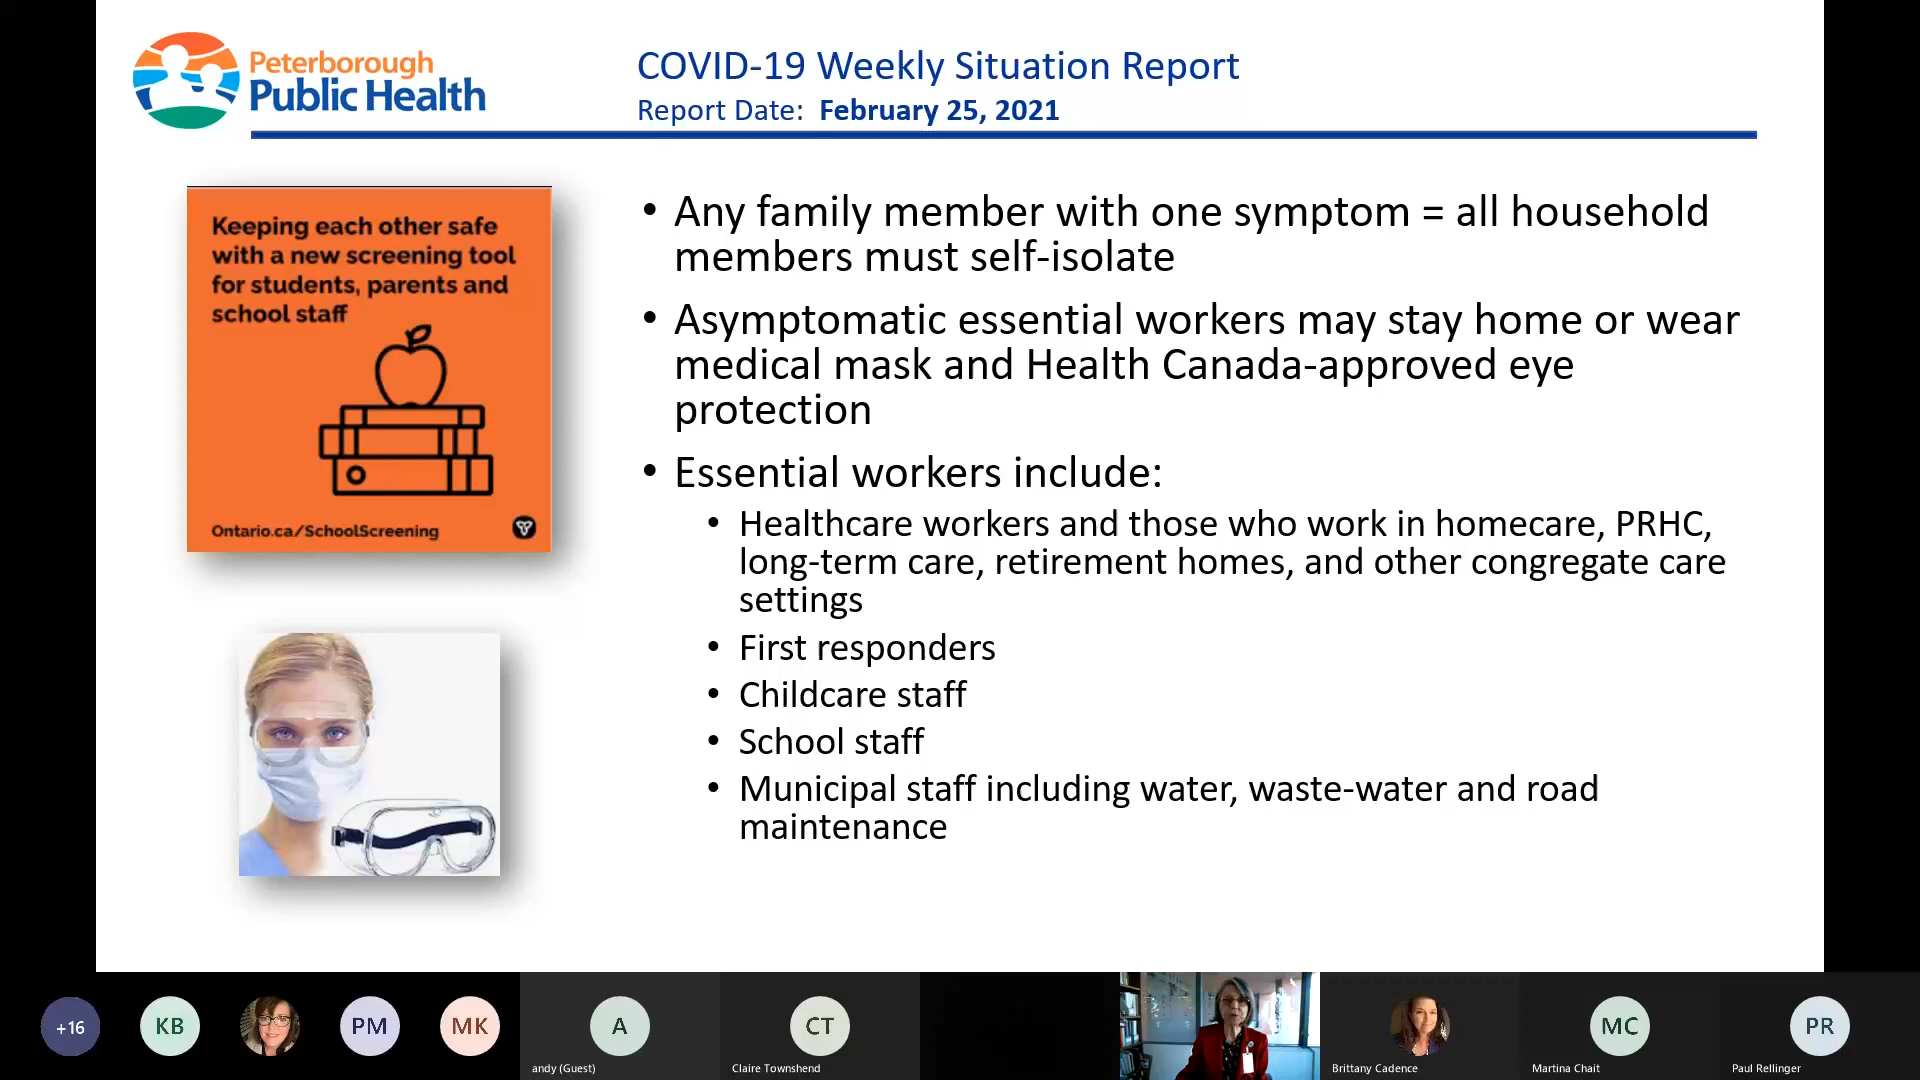 Peterborough
Public Health
COVID-19 Weekly Situation Report
Report Date: February 25, 2021
Keeping each other safe
with a new screening tool
for students, parents and
school staff
Ontario.ca/SchoolScreening
• Any family member with one symptom = all household
members must self-isolate
• Asymptomatic essential workers may stay home or wear
medical mask and Health Canada-approved eye
protection
• Essential workers include:
• Healthcare workers and those who work in homecare, PRHC,
long-term care, retirement homes, and other congregate care
settings
• First responders
• Childcare staff
• School staff
• Municipal staff including water, waste-water and road
maintenance
+16
KB
PM
MK
A
andy (Guest)
CT
Claire Townshend
Brittany Cadence
MC
Martina Chait
PR
Paul Rellinger